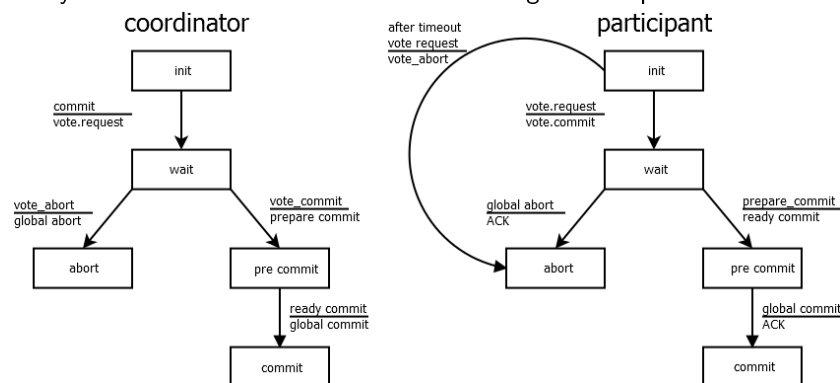 coordinator
init
commit
vote.request
wait
vote_abort
global abort
vote_commit
prepare commit
abort
pre commit
ready commit
global commit
commit
participant
after timeout
vote request
vote_abort
init
vote.request
vote.commit
wait
global abort
ACK
prepare_commit
ready commit
abort
pre commit
global commit
ACK
commit